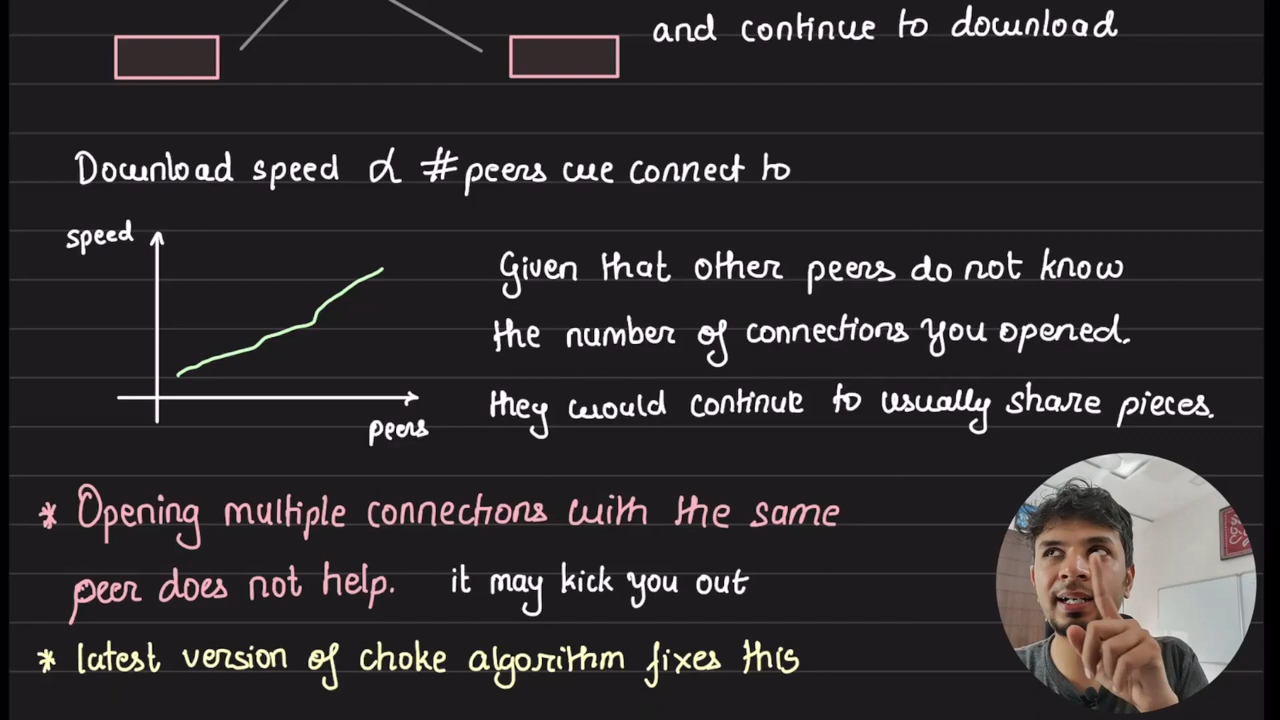 and continue to download
Download speed ∝ #peers we connect to
speed
Given that other peers do not know
the number of connections you opened.
they would continue to usually share pieces.
peers
* Opening multiple connections with the same
peer does not help. it may kick you out
* latest version of choke algorithm fixes this